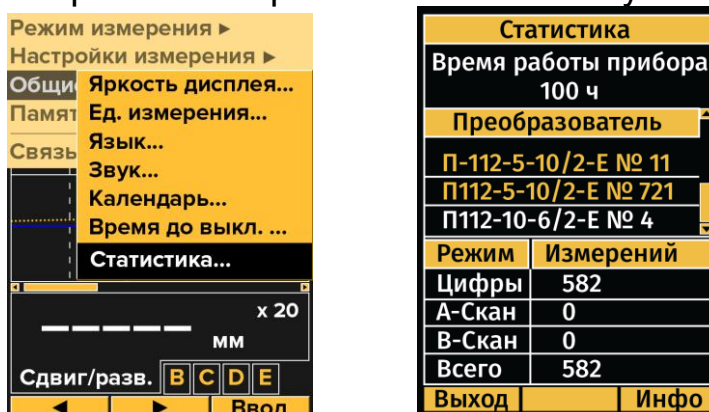 Режим измерения ▸
Настройки измерения ▸
Яркость дисплея...
Ед. измерения...
Язык...
Связь
Звук...
Календарь...
Время до выкл. ...
Статистика...
x 20
_ _ _ _ _ мм
Сдвиг/разв. B C D E
◄ ► Ввод
Статистика
Время работы прибора
100 ч
Преобразователь
П-112-5-10/2-Е № 11
П112-5-10/2-Е № 721
П112-10-6/2-Е № 4
Режим Измерений
Цифры 582
А-Скан 0
В-Скан 0
Всего 582
Выход Инфо